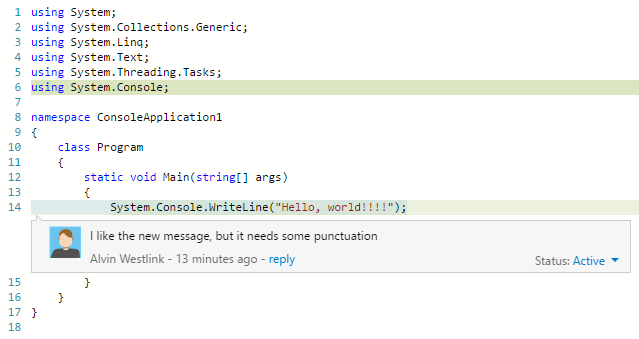 1 using System;
2 using System.Collections.Generic;
3 using System.Linq;
4 using System.Text;
5 using System.Threading.Tasks;
6 using System.Console;
7
8 namespace ConsoleApplication1
9 {
10 class Program
11 {
12 static void Main(string[] args)
13 {
14 System.Console.WriteLine("Hello, world!!!!");
I like the new message, but it needs some punctuation
Alvin Westlink - 13 minutes ago - reply
Status: Active
15 }
16 }
17 }
18